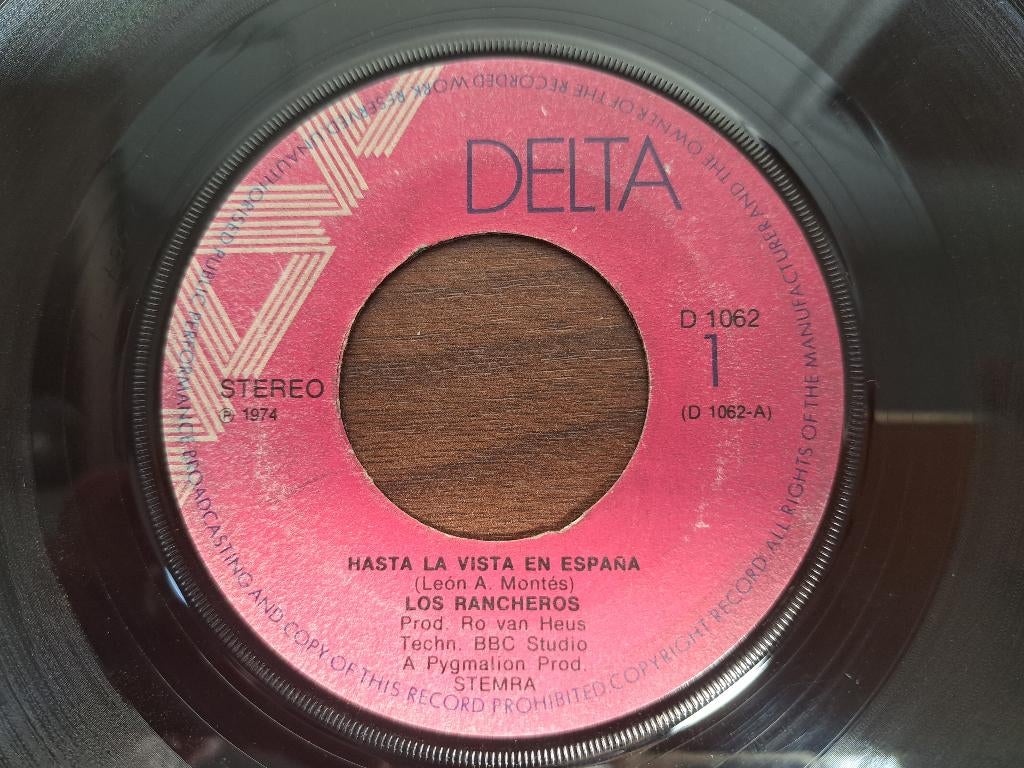 DELTA
D 1062
1
(D 1062-A)
STEREO
℗ 1974
HASTA LA VISTA EN ESPAÑA
(León A. Montés)
LOS RANCHEROS
Prod. Ro van Heus
Techn. BBC Studio
A Pygmalion Prod.
STEMRA
COPYRIGHT RECORD. ALL RIGHTS OF THE MANUFACTURER AND THE OWNER OF THE RECORDED WORK RESERVED. UNAUTHORISED PUBLIC PERFORMANCE BROADCASTING AND COPY OF THIS RECORD PROHIBITED.